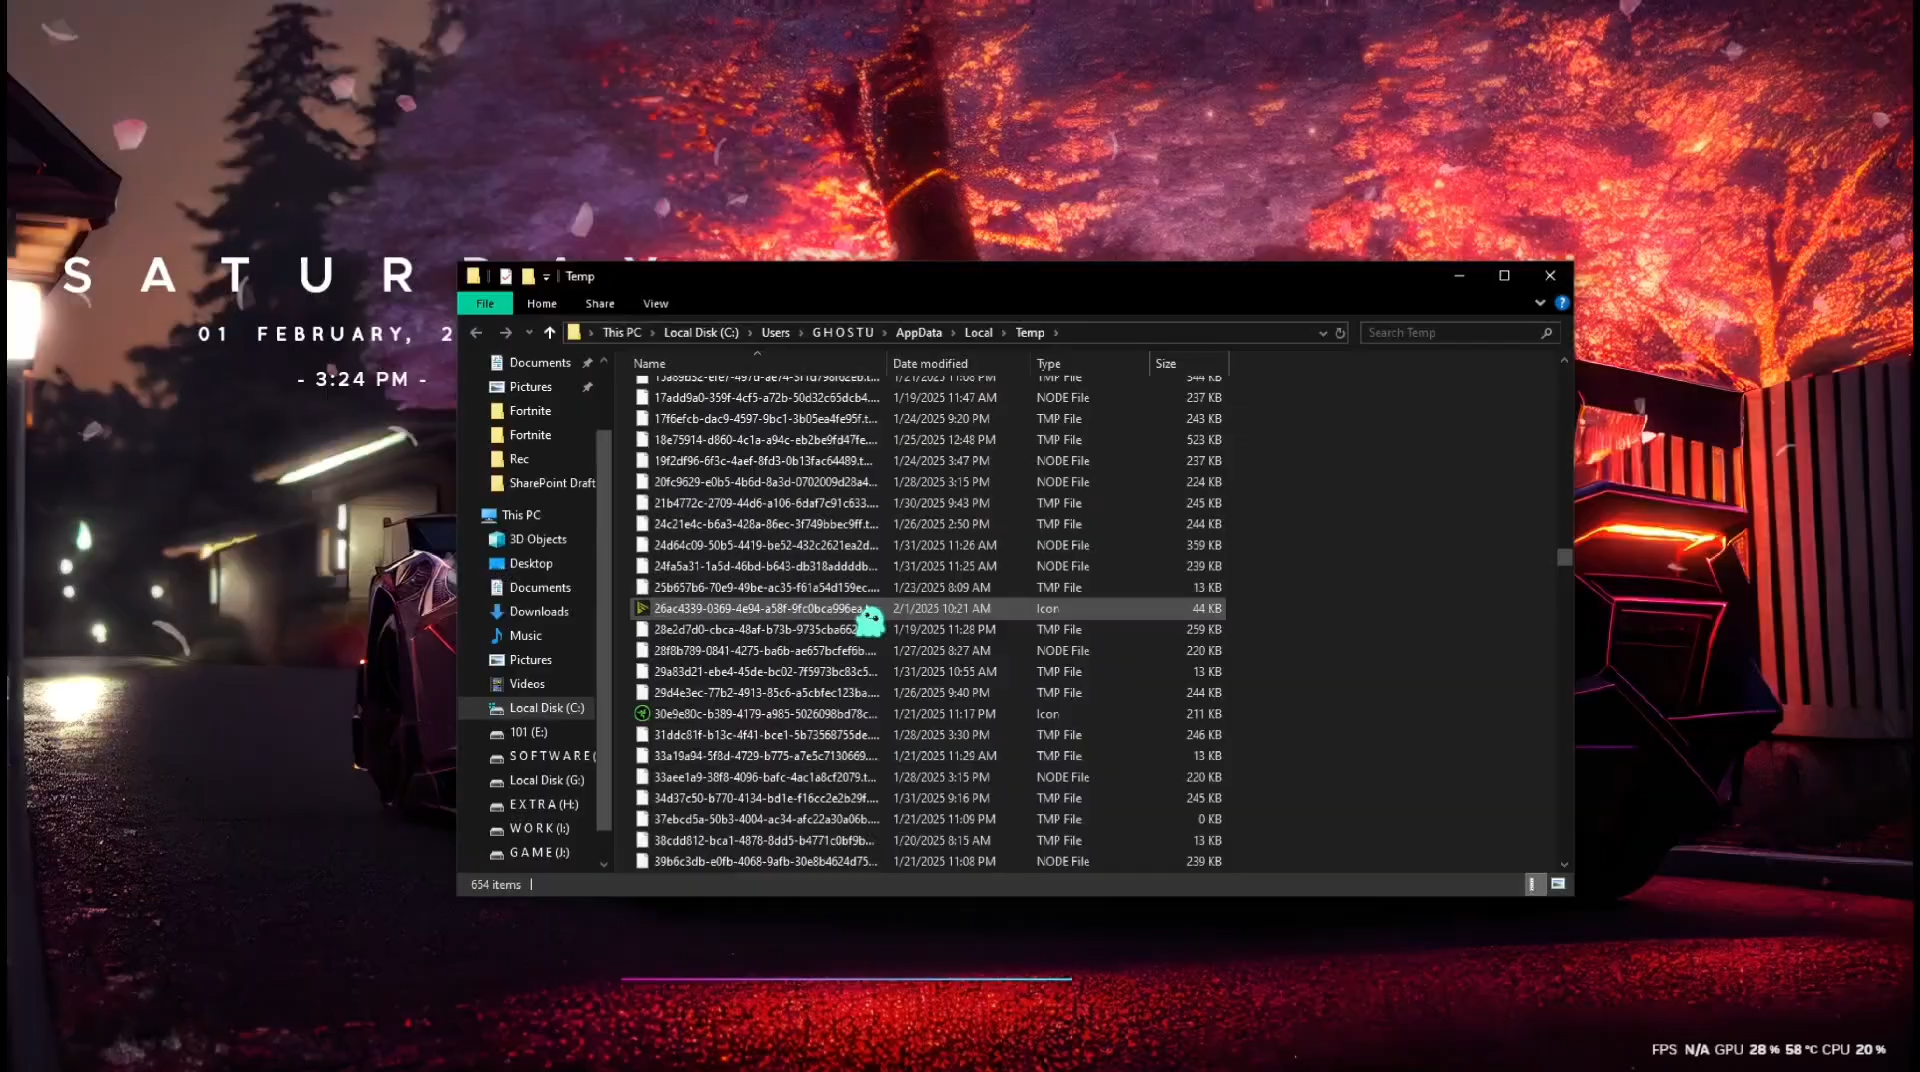 SATUR
01 FEBRUARY, 2
- 3:24 PM -
Temp
File Home Share View
This PC Local Disk (C:) Users G H O S T U AppData Local Temp
Search Temp
Documents
Pictures
Fortnite
Fortnite
Rec
SharePoint Draft
This PC
3D Objects
Desktop
Documents
Downloads
Music
Pictures
Videos
Local Disk (C:)
101 (E:)
S O F T W A R E (
Local Disk (G:)
E X T R A (H:)
W O R K (I:)
G A M E (J:)
Name Date modified Type Size
1/21/2025 11:08 PM TMP File 344 KB
17add9a0-359f-4cf5-a72b-50d32c65dcb4.... 1/19/2025 11:47 AM NODE File 237 KB
17f6efcb-dac9-4597-9bc1-3b05ea4fe95f.t... 1/24/2025 9:20 PM TMP File 243 KB
18e75914-d860-4c1a-a94c-eb2be9fd47fe.... 1/25/2025 12:48 PM TMP File 523 KB
19f2df96-6f3c-4aef-8fd3-0b13fac64489.t... 1/24/2025 3:47 PM NODE File 237 KB
20fc9629-e0b5-4b6d-8a3d-0702009d28a4... 1/28/2025 3:15 PM NODE File 224 KB
21b4772c-2709-44d6-a106-6daf7c91c633.... 1/30/2025 9:43 PM TMP File 245 KB
24c21e4c-b6a3-428a-86ec-3f749bbec9ff.t... 1/26/2025 2:50 PM TMP File 244 KB
24d64c09-50b5-4419-be52-432c2621ea2d... 1/31/2025 11:26 AM NODE File 359 KB
24fa5a31-1a5d-46bd-b643-db318addddb... 1/31/2025 11:25 AM NODE File 239 KB
25b657b6-70e9-49be-ac35-f61a54d159ec.... 1/23/2025 8:09 AM TMP File 13 KB
26ac4339-0369-4e94-a58f-9fc0bca996ea.t 2/1/2025 10:21 AM Icon 44 KB
28e2d7d0-cbca-48af-b73b-9735cba662 1/19/2025 11:28 PM TMP File 259 KB
28f8b789-0841-4275-ba6b-ae657bcfef6b.... 1/27/2025 8:27 AM NODE File 220 KB
29a83d21-ebe4-45de-bc02-7f5973bc83c5... 1/31/2025 10:55 AM TMP File 13 KB
29d4e3ec-77b2-4913-85c6-a5cbfec123ba.... 1/26/2025 9:40 PM TMP File 244 KB
30e9e80c-b389-4179-a985-5026098bd78c... 1/21/2025 11:17 PM Icon 211 KB
31ddc81f-b13c-4f41-bce1-5b73568755de.... 1/28/2025 3:30 PM TMP File 246 KB
33a19a94-5f8d-4729-b775-a7e5c7130669.... 1/21/2025 11:29 AM TMP File 13 KB
33aee1a9-38f8-4096-bafc-4ac1a8cf2079.t... 1/28/2025 3:15 PM NODE File 220 KB
34d37c50-b770-4134-bd1e-f16cc2e2b29f.... 1/31/2025 9:16 PM TMP File 245 KB
37ebcd5a-50b3-4004-ac34-afc22a30a06b.... 1/21/2025 11:09 PM TMP File 0 KB
38cdd812-bca1-4878-8dd5-b4771c0bf9b... 1/20/2025 8:15 AM TMP File 13 KB
39b6c3db-e0fb-4068-9afb-30e8b4624d75.... 1/21/2025 11:08 PM NODE File 239 KB
654 items
FPS N/A GPU 28 % 58 °C CPU 20 %